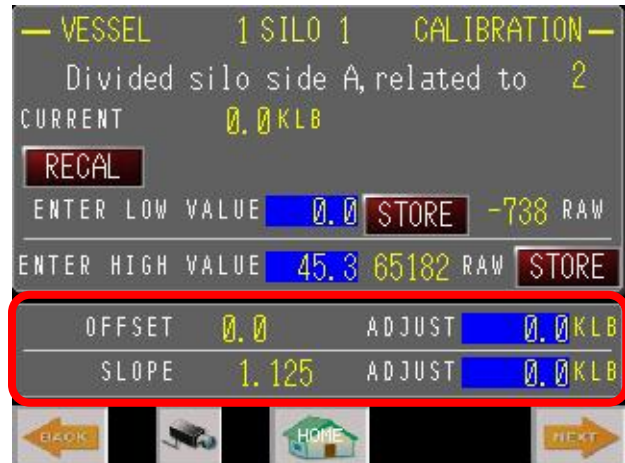 VESSEL 1 SILO 1 CALIBRATION
Divided silo side A, related to 2
CURRENT 0.0 KLB
RECAL
ENTER LOW VALUE 0.0 STORE -738 RAW
ENTER HIGH VALUE 45.3 65182 RAW STORE
OFFSET 0.0 ADJUST 0.0 KLB
SLOPE 1.125 ADJUST 0.0 KLB
BACK HOME NEXT